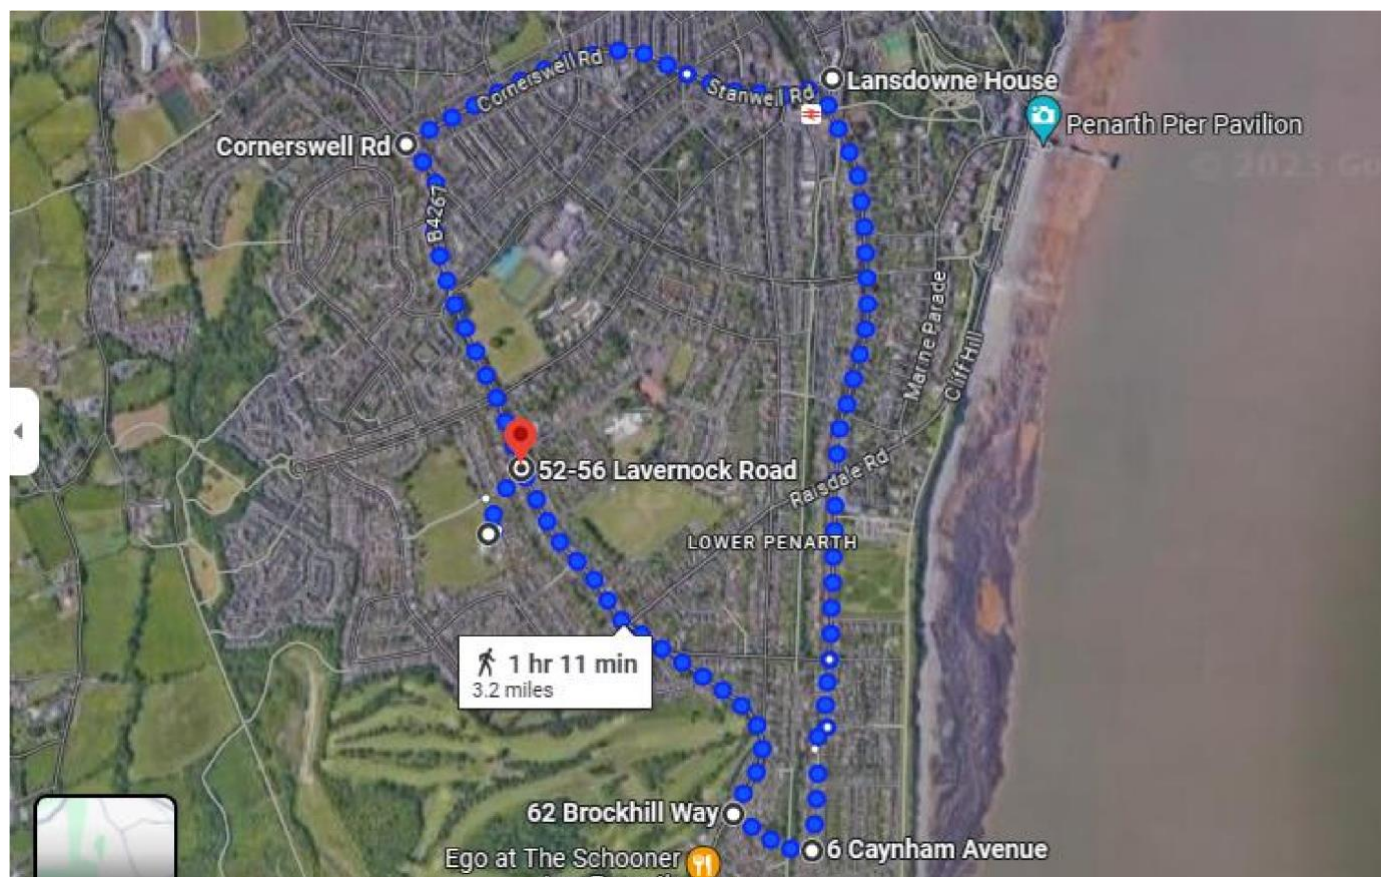 Cornerswell Rd
Stanwell Rd
Lansdowne House
Penarth Pier Pavilion
Cornerswell Rd
© 2023 Go
B4267
Marine Parade
Cliff Hill
52-56 Lavernock Road
Raisdale Rd
LOWER PENARTH
1 hr 11 min
3.2 miles
62 Brockhill Way
6 Caynham Avenue
Ego at The Schooner